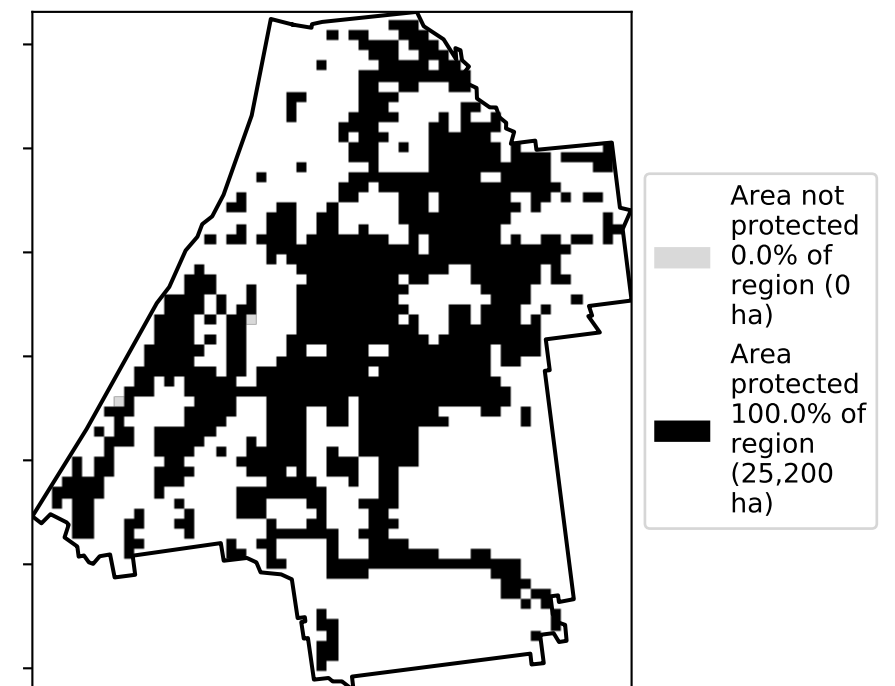 Area not
protected
0.0% of
region (0
ha)
Area
protected
100.0% of
region
(25,200
ha)